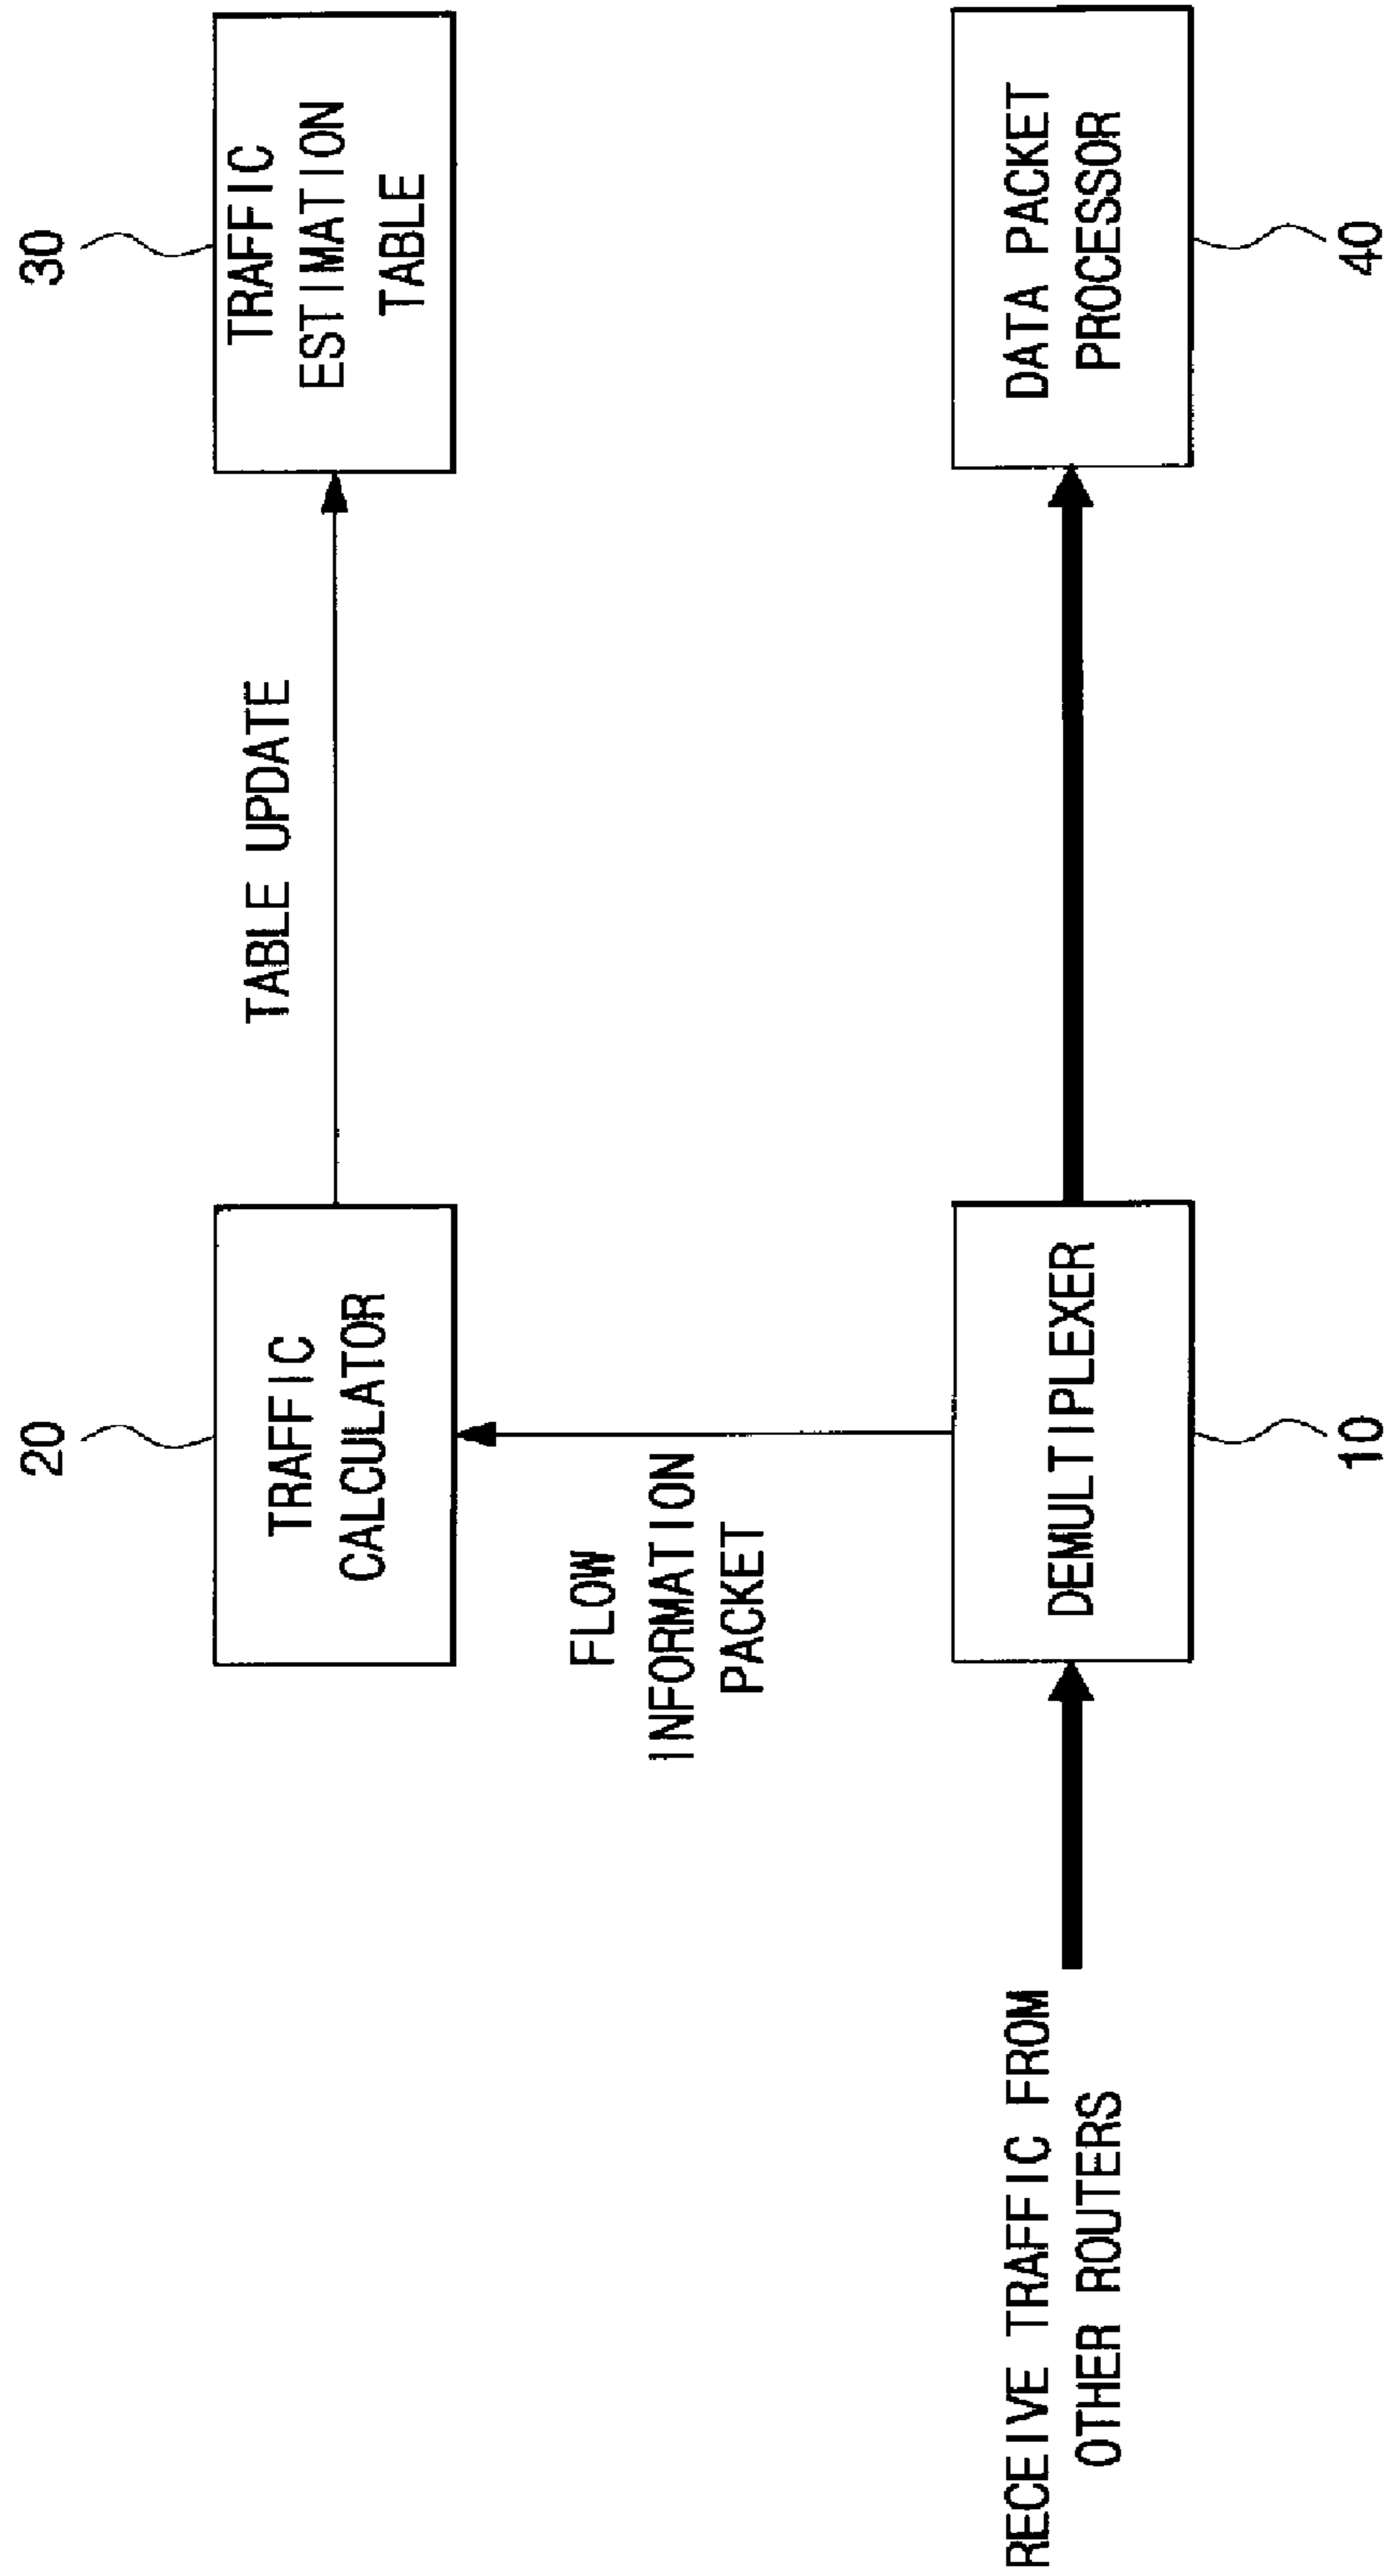 20
TRAFFIC
CALCULATOR
TABLE UPDATE
30
TRAFFIC
ESTIMATION
TABLE
FLOW
INFORMATION
PACKET
RECEIVE TRAFFIC FROM
OTHER ROUTERS
DEMULTIPLEXER
10
DATA PACKET
PROCESSOR
40